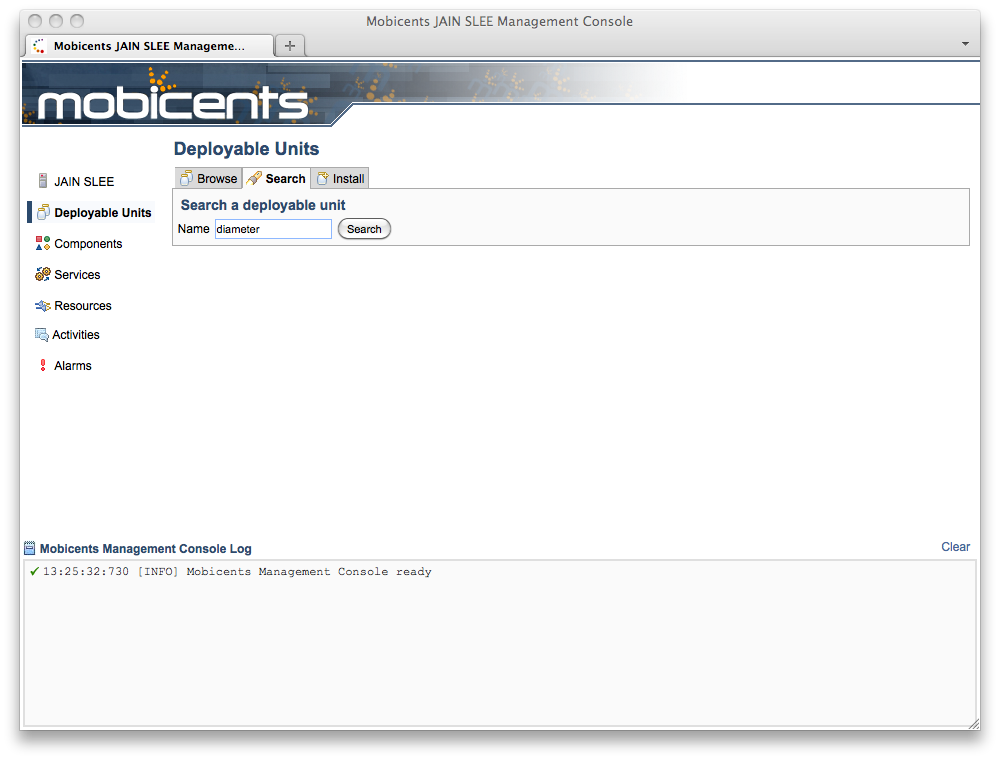 Mobicents JAIN SLEE Management Console
Mobicents JAIN SLEE Manageme...
mobicents
Deployable Units
Browse Search Install
JAIN SLEE
Deployable Units
Components
Services
Resources
Activities
Alarms
Search a deployable unit
Name diameter Search
Mobicents Management Console Log Clear
13:25:32:730 [INFO] Mobicents Management Console ready